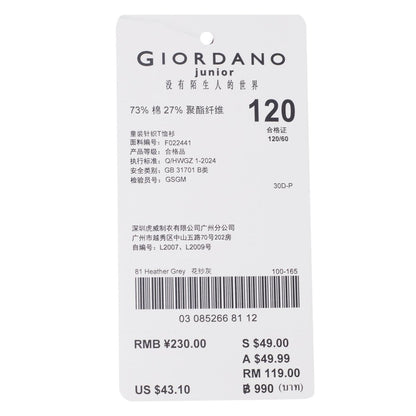 GIORDANO
junior
没有陌生人的世界
73% 棉 27% 聚酯纤维
120
合格证
120/60
童装针织T恤衫
面料编号: F022441
产品等级: 合格品
执行标准: Q/HWGZ 1-2024
安全类别: GB 31701 B类
检验员号: GSGM
30D-P
深圳虎威制衣有限公司广州分公司
广州市越秀区中山五路70号202房
自编号: L2007、L2009号
81 Heather Grey 花纱灰
100-165
03 085266 81 12
RMB ¥230.00
S $49.00
A $49.99
RM 119.00
US $43.10
฿ 990 (บาท)